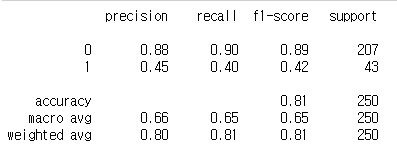 precision recall f1-score support
0 0.88 0.90 0.89 207
1 0.45 0.40 0.42 43
accuracy 0.81 250
macro avg 0.66 0.65 0.65 250
weighted avg 0.80 0.81 0.81 250